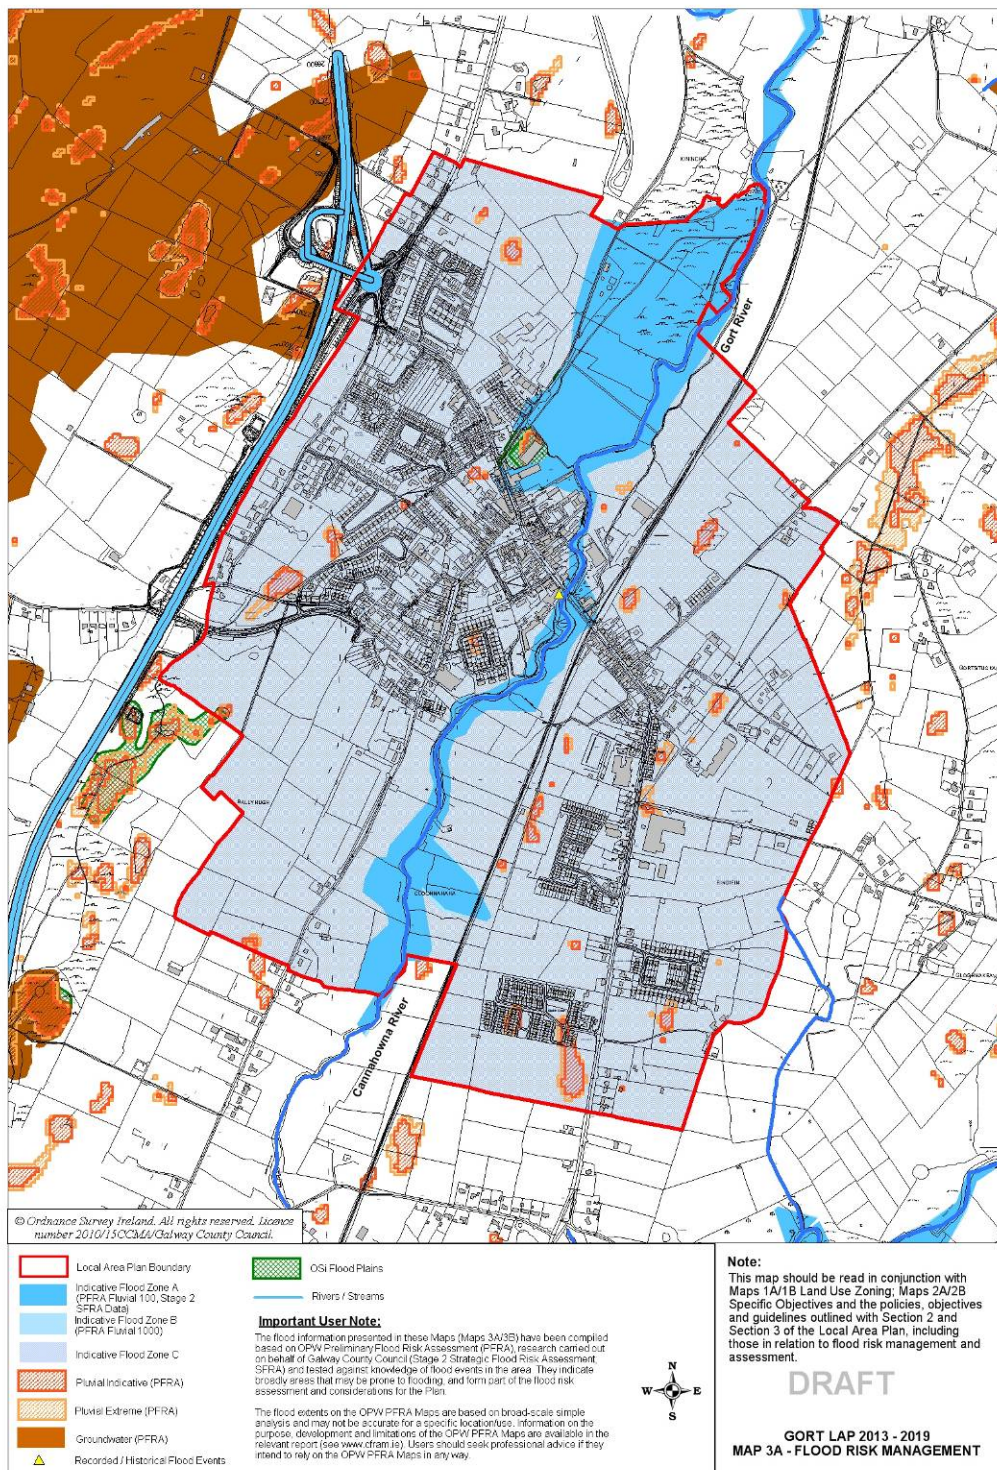 KININCHA
Gort River
GORTSITUCKA
BALLYHUGH
CLOONNAHAHA
Cannahowna River
© Ordnance Survey Ireland. All rights reserved. Licence
number 2010/15CCMA/Galway County Council.
Local Area Plan Boundary
Indicative Flood Zone A
(PFRA Fluvial 100, Stage 2
SFRA Data)
Indicative Flood Zone B
(PFRA Fluvial 1000)
Indicative Flood Zone C
Pluvial Indicative (PFRA)
Pluvial Extreme (PFRA)
Groundwater (PFRA)
Recorded / Historical Flood Events
OSi Flood Plains
Rivers / Streams
Important User Note:
The flood information presented in these Maps (Maps 3A/3B) have been compiled
based on OPW Preliminary Flood Risk Assessment (PFRA), research carried out
on behalf of Galway County Council (Stage 2 Strategic Flood Risk Assessment,
SFRA) and tested against knowledge of flood events in the area. They indicate
broadly areas that may be prone to flooding, and form part of the flood risk
assessment and considerations for the Plan.
The flood extents on the OPW PFRA Maps are based on broad-scale simple
analysis and may not be accurate for a specific location/use. Information on the
purpose, development and limitations of the OPW PFRA Maps are available in the
relevant report (see www.cfram.ie). Users should seek professional advice if they
intend to rely on the OPW PFRA Maps in any way.
N
W E
S
Note:
This map should be read in conjunction with
Maps 1A/1B Land Use Zoning; Maps 2A/2B
Specific Objectives and the policies, objectives
and guidelines outlined with Section 2 and
Section 3 of the Local Area Plan, including
those in relation to flood risk management and
assessment.
DRAFT
GORT LAP 2013 - 2019
MAP 3A - FLOOD RISK MANAGEMENT